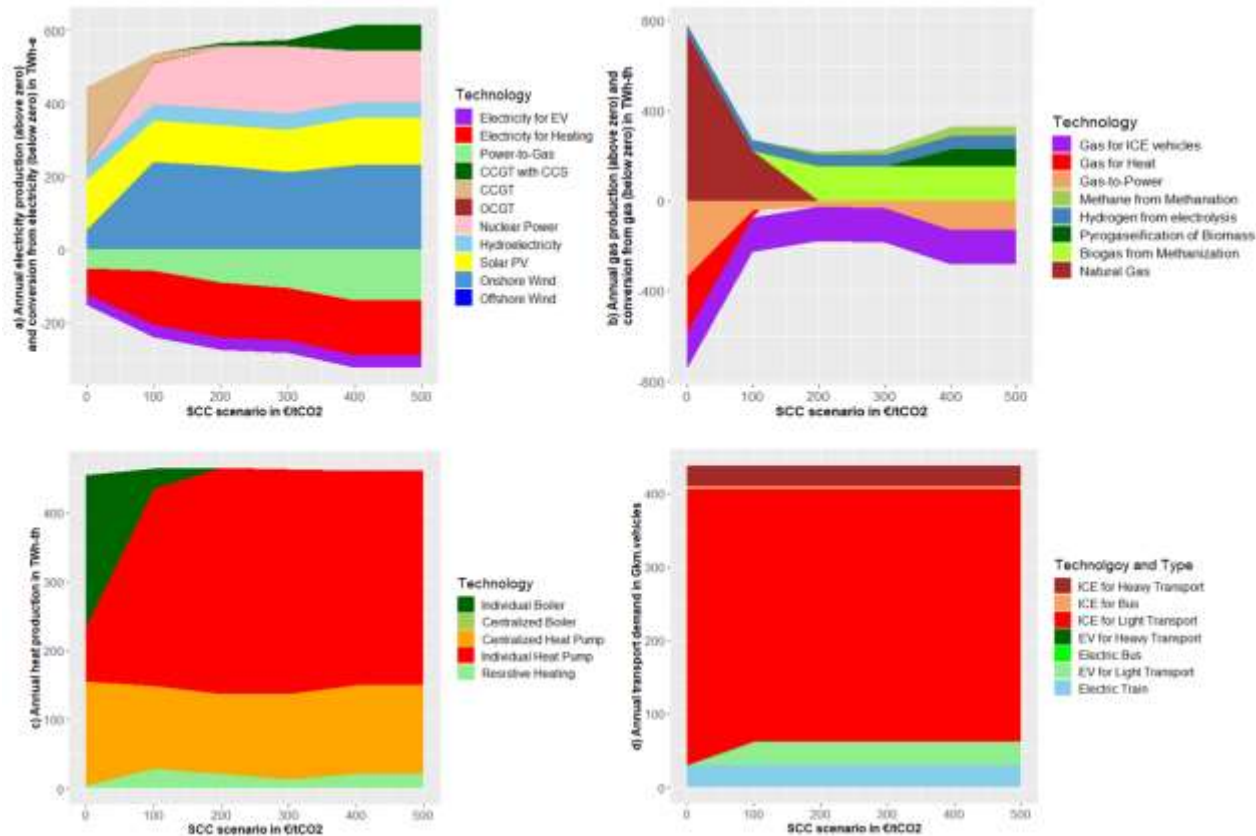 a) Annual electricity production (above zero)
and conversion from electricity (below zero) in TWh-e
600
400
200
0
-200
0 100 200 300 400 500
SCC scenario in €/tCO2
Technology
Electricity for EV
Electricity for Heating
Power-to-Gas
CCGT with CCS
CCGT
OCGT
Nuclear Power
Hydroelectricity
Solar PV
Onshore Wind
Offshore Wind
b) Annual gas production (above zero) and
conversion from gas (below zero) in TWh-th
800
400
0
-400
-800
0 100 200 300 400 500
SCC scenario in €/tCO2
Technology
Gas for ICE vehicles
Gas for Heat
Gas-to-Power
Methane from Methanation
Hydrogen from electrolysis
Pyrogaseification of Biomass
Biogas from Methanization
Natural Gas
c) Annual heat production in TWh-th
400
300
200
100
0
0 100 200 300 400 500
SCC scenario in €/tCO2
Technology
Individual Boiler
Centralized Boiler
Centralized Heat Pump
Individual Heat Pump
Resistive Heating
d) Annual transport demand in Gkm.vehicles
400
300
200
100
0
0 100 200 300 400 500
SCC scenario in €/tCO2
Technolgoy and Type
ICE for Heavy Transport
ICE for Bus
ICE for Light Transport
EV for Heavy Transport
Electric Bus
EV for Light Transport
Electric Train